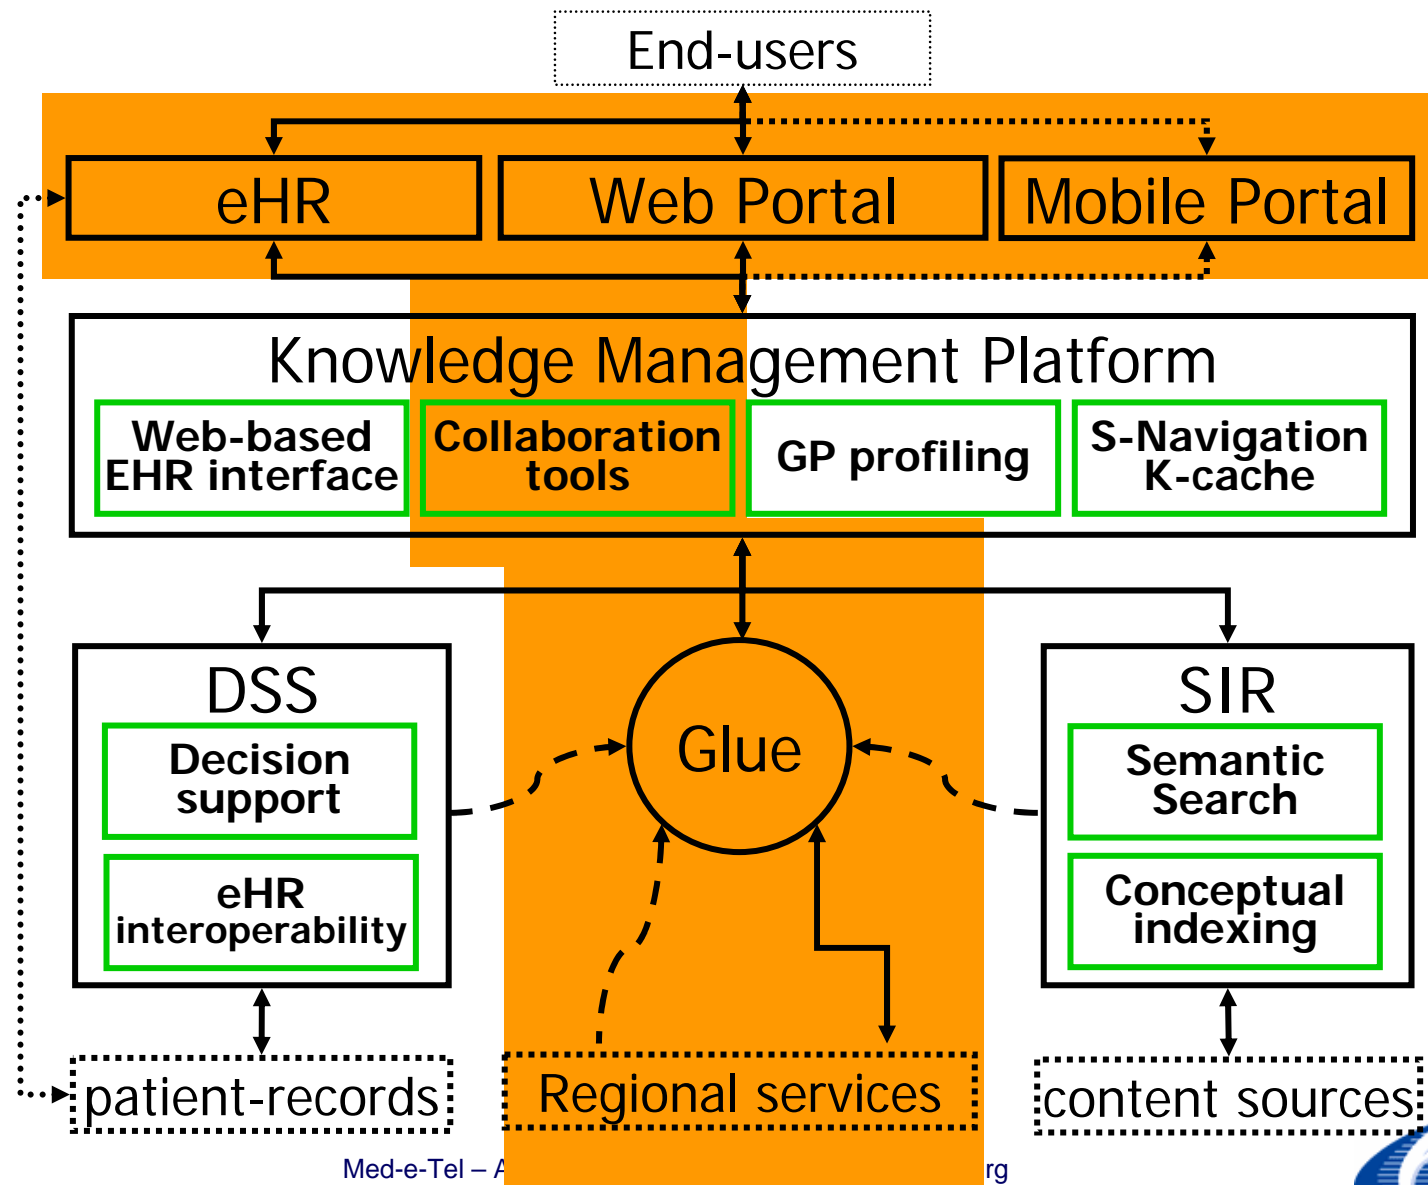 End-users
eHR
Web Portal
Mobile Portal
Knowledge Management Platform
Web-based
EHR interface
Collaboration
tools
GP profiling
S-Navigation
K-cache
DSS
Decision
support
eHR
interoperability
Glue
SIR
Semantic
Search
Conceptual
indexing
patient-records
Regional services
content sources
Med-e-Tel –